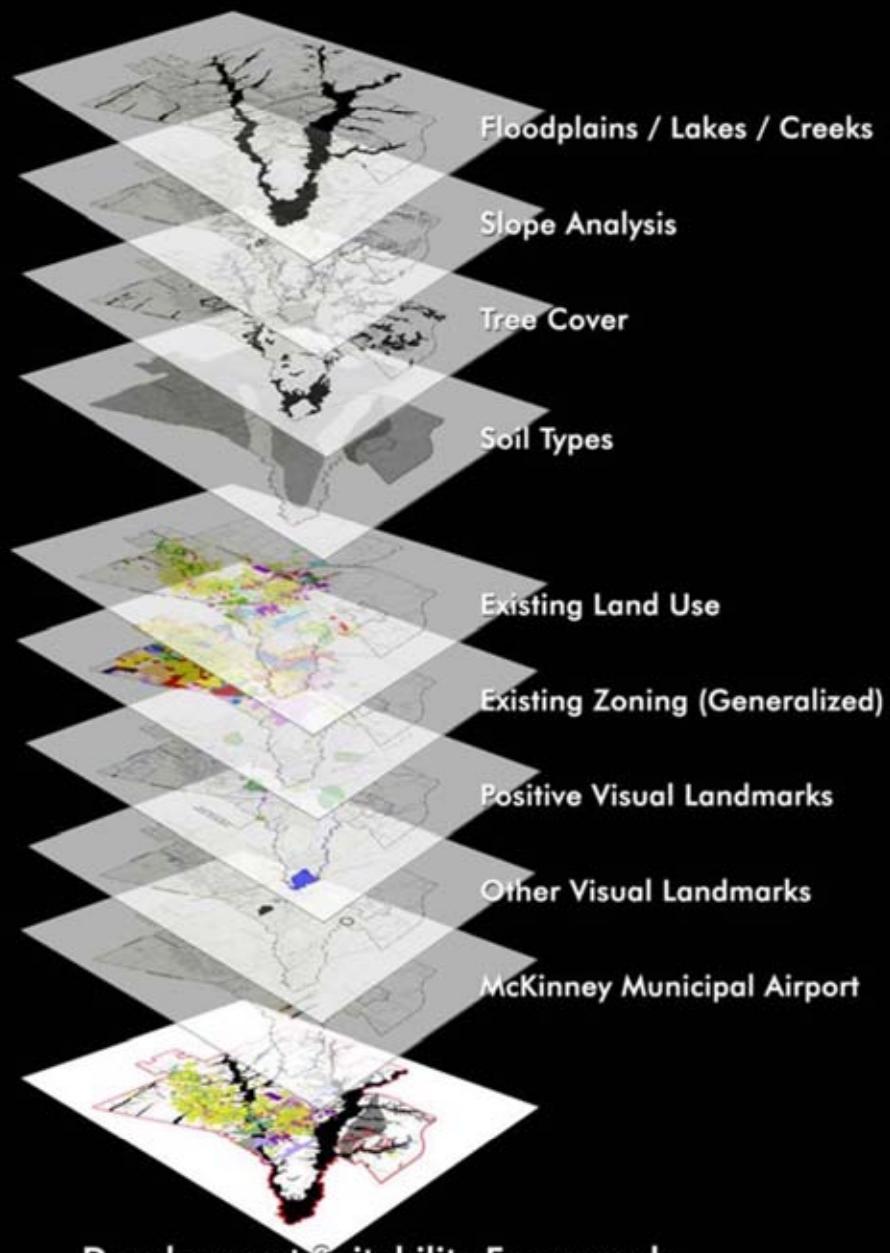 Floodplains / Lakes / Creeks
Slope Analysis
Tree Cover
Soil Types
Existing Land Use
Existing Zoning (Generalized)
Positive Visual Landmarks
Other Visual Landmarks
McKinney Municipal Airport
Development Suitability Framework